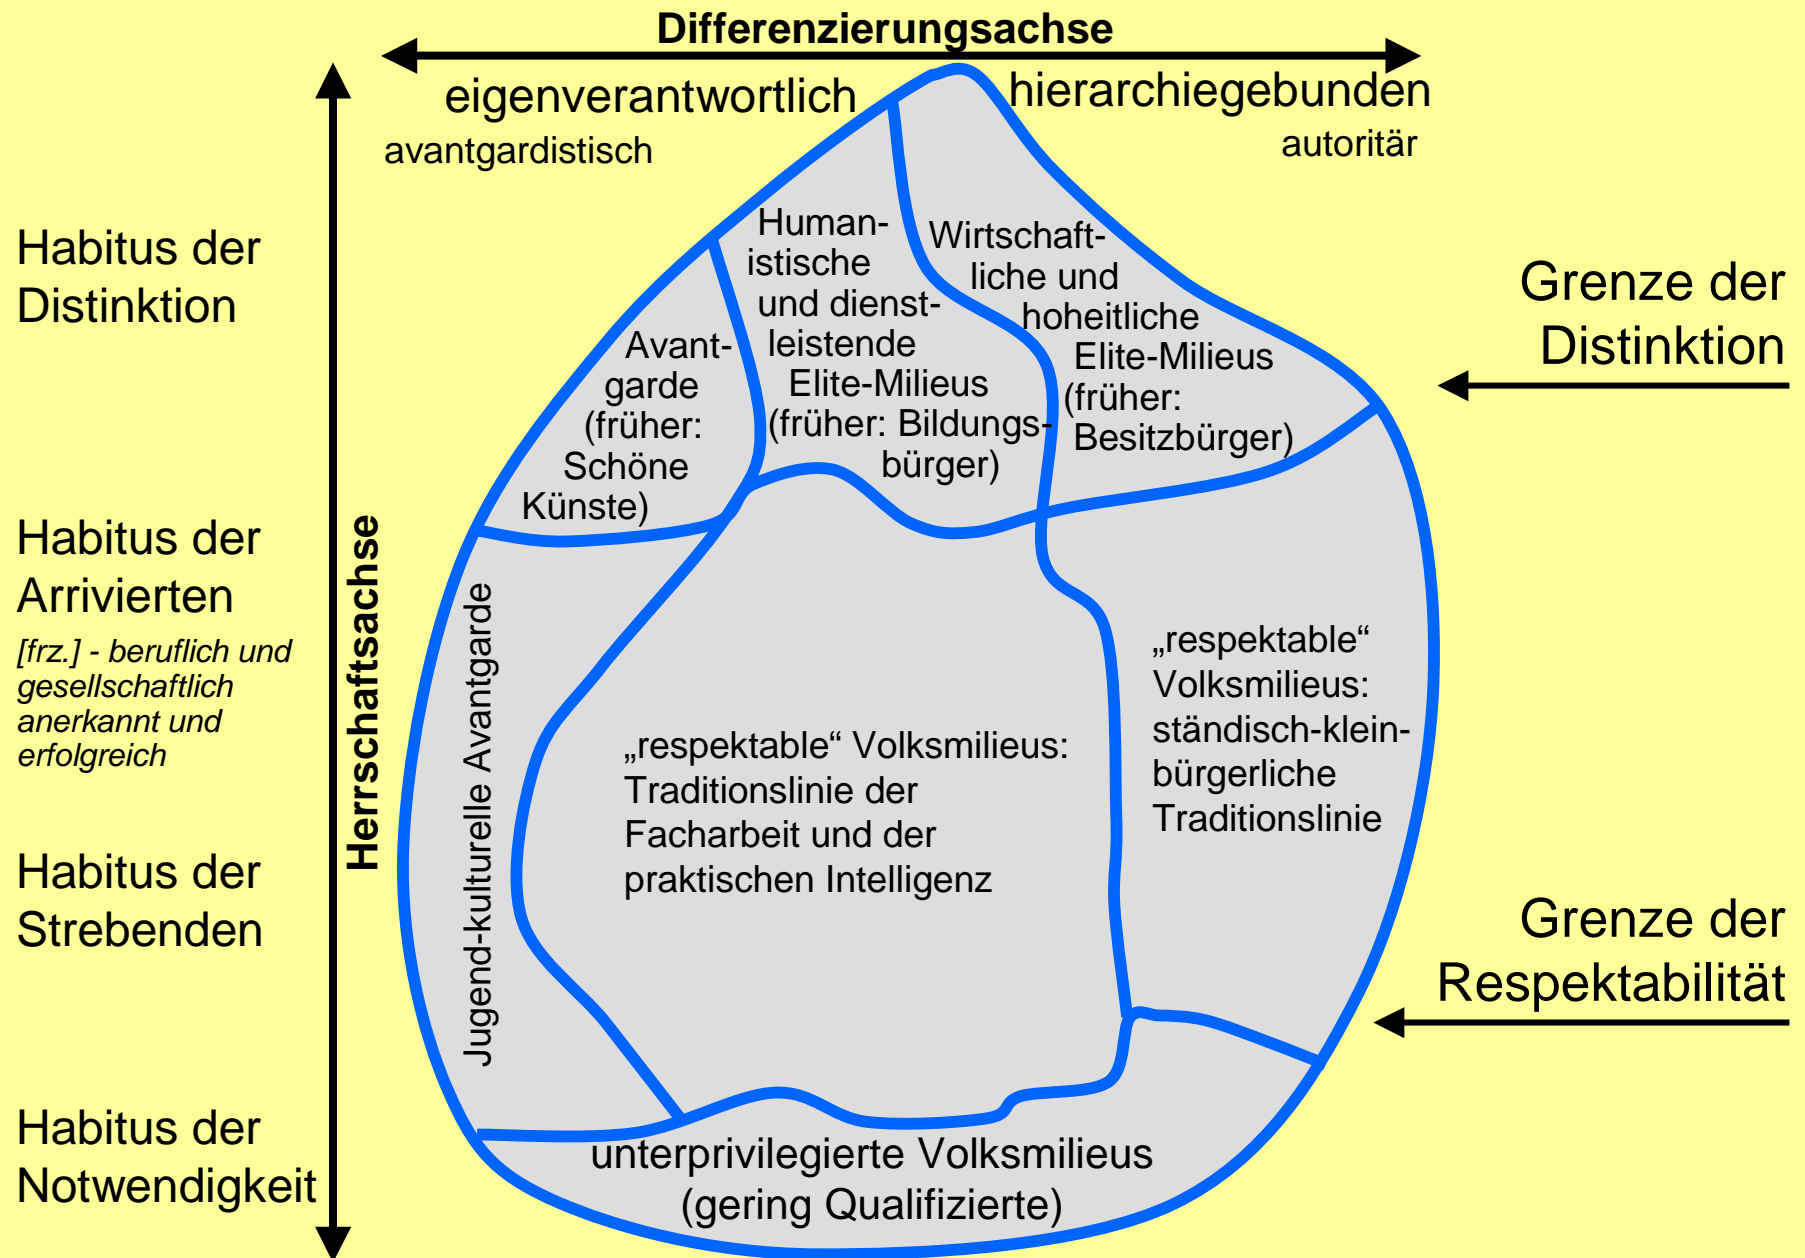 Differenzierungsachse
eigenverantwortlich
hierarchiegebunden
avantgardistisch
autoritär
Herrschaftsachse
Habitus der
Distinktion
Habitus der
Arrivierten
[frz.] - beruflich und
gesellschaftlich
anerkannt und
erfolgreich
Habitus der
Strebenden
Habitus der
Notwendigkeit
Avant-
garde
(früher:
Schöne
Künste)
Human-
istische
und dienst-
leistende
Elite-Milieus
(früher: Bildungs-
bürger)
Wirtschaft-
liche und
hoheitliche
Elite-Milieus
(früher:
Besitzbürger)
Jugend-kulturelle Avantgarde
„respektable“ Volksmilieus:
Traditionslinie der
Facharbeit und der
praktischen Intelligenz
„respektable“
Volksmilieus:
ständisch-klein-
bürgerliche
Traditionslinie
unterprivilegierte Volksmilieus
(gering Qualifizierte)
Grenze der
Distinktion
Grenze der
Respektabilität